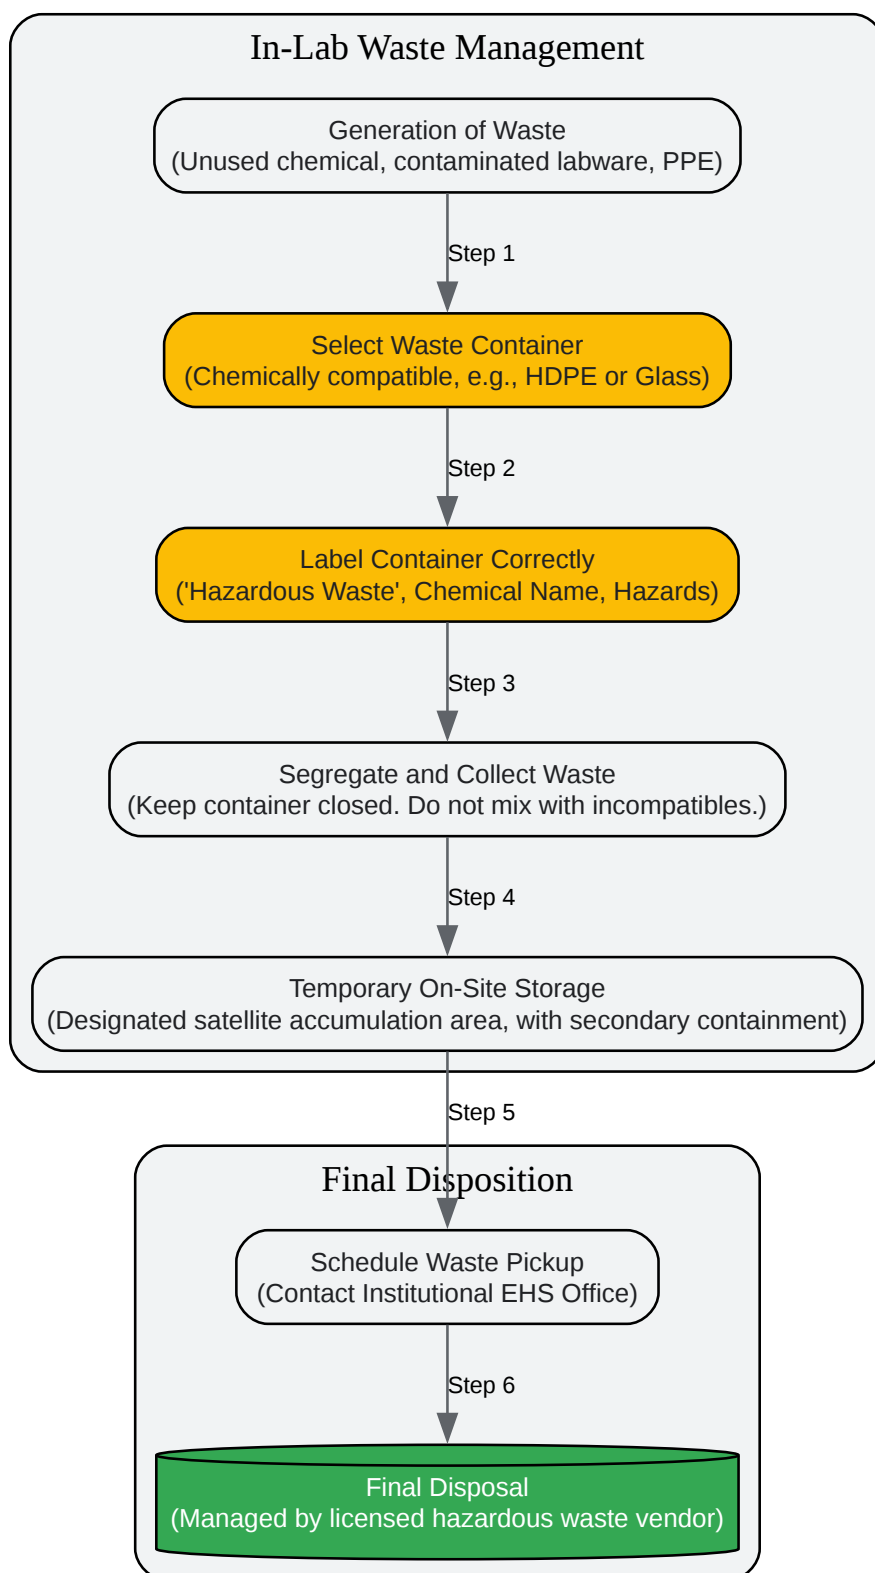 In-Lab Waste Management
Generation of Waste
(Unused chemical, contaminated labware, PPE)
Step 1
Select Waste Container
(Chemically compatible, e.g., HDPE or Glass)
Step 2
Label Container Correctly
('Hazardous Waste', Chemical Name, Hazards)
Step 3
Segregate and Collect Waste
(Keep container closed. Do not mix with incompatibles.)
Step 4
Temporary On-Site Storage
(Designated satellite accumulation area, with secondary containment)
Step 5
Final Disposition
Schedule Waste Pickup
(Contact Institutional EHS Office)
Step 6
Final Disposal
(Managed by licensed hazardous waste vendor)